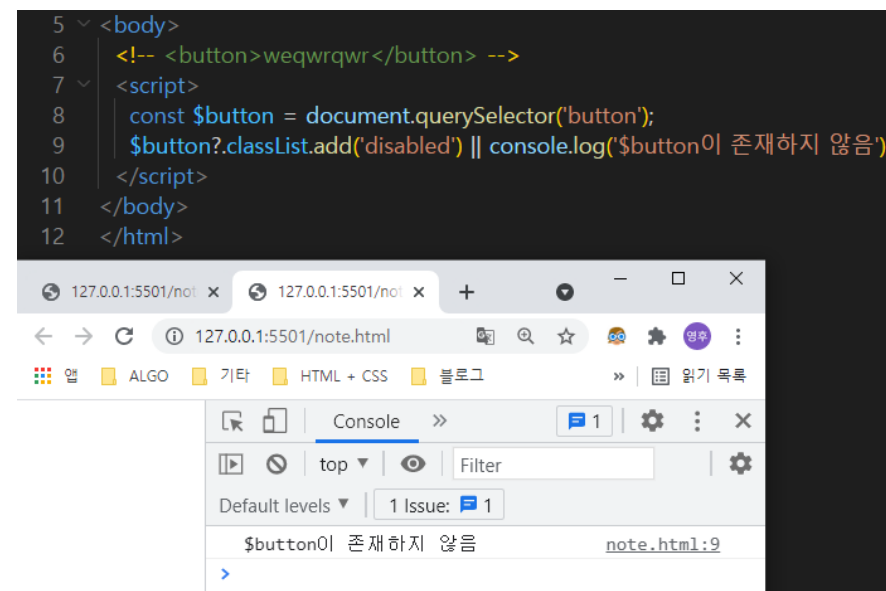 5 <body>
6 <!-- <button>weqwrqwr</button> -->
7 <script>
8 const $button = document.querySelector('button');
9 $button?.classList.add('disabled') || console.log('$button이 존재하지 않음')
10 </script>
11 </body>
12 </html>
127.0.0.1:5501/not 127.0.0.1:5501/not
127.0.0.1:5501/note.html 영후
앱 ALGO 기타 HTML + CSS 블로그 » 읽기 목록
Console » 1
top Filter
Default levels 1 Issue: 1
$button이 존재하지 않음 note.html:9
>